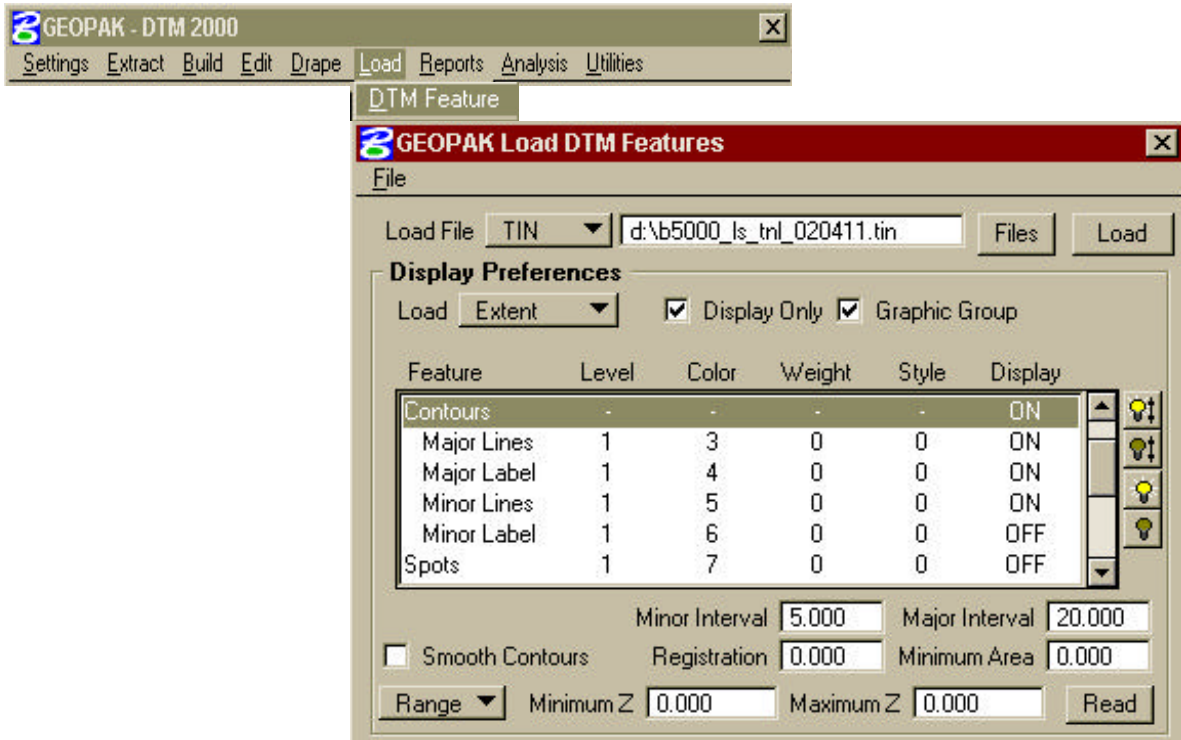 GEOPAK - DTM 2000
Settings Extract Build Edit Drape Load Reports Analysis Utilities
DTM Feature
GEOPAK Load DTM Features
File
Load File TIN d:\b5000_ls_tnl_020411.tin Files Load
Display Preferences
Load Extent Display Only Graphic Group
Feature Level Color Weight Style Display
Contours - - - - ON
Major Lines 1 3 0 0 ON
Major Label 1 4 0 0 ON
Minor Lines 1 5 0 0 ON
Minor Label 1 6 0 0 OFF
Spots 1 7 0 0 OFF
Minor Interval 5.000 Major Interval 20.000
Smooth Contours Registration 0.000 Minimum Area 0.000
Range Minimum Z 0.000 Maximum Z 0.000 Read